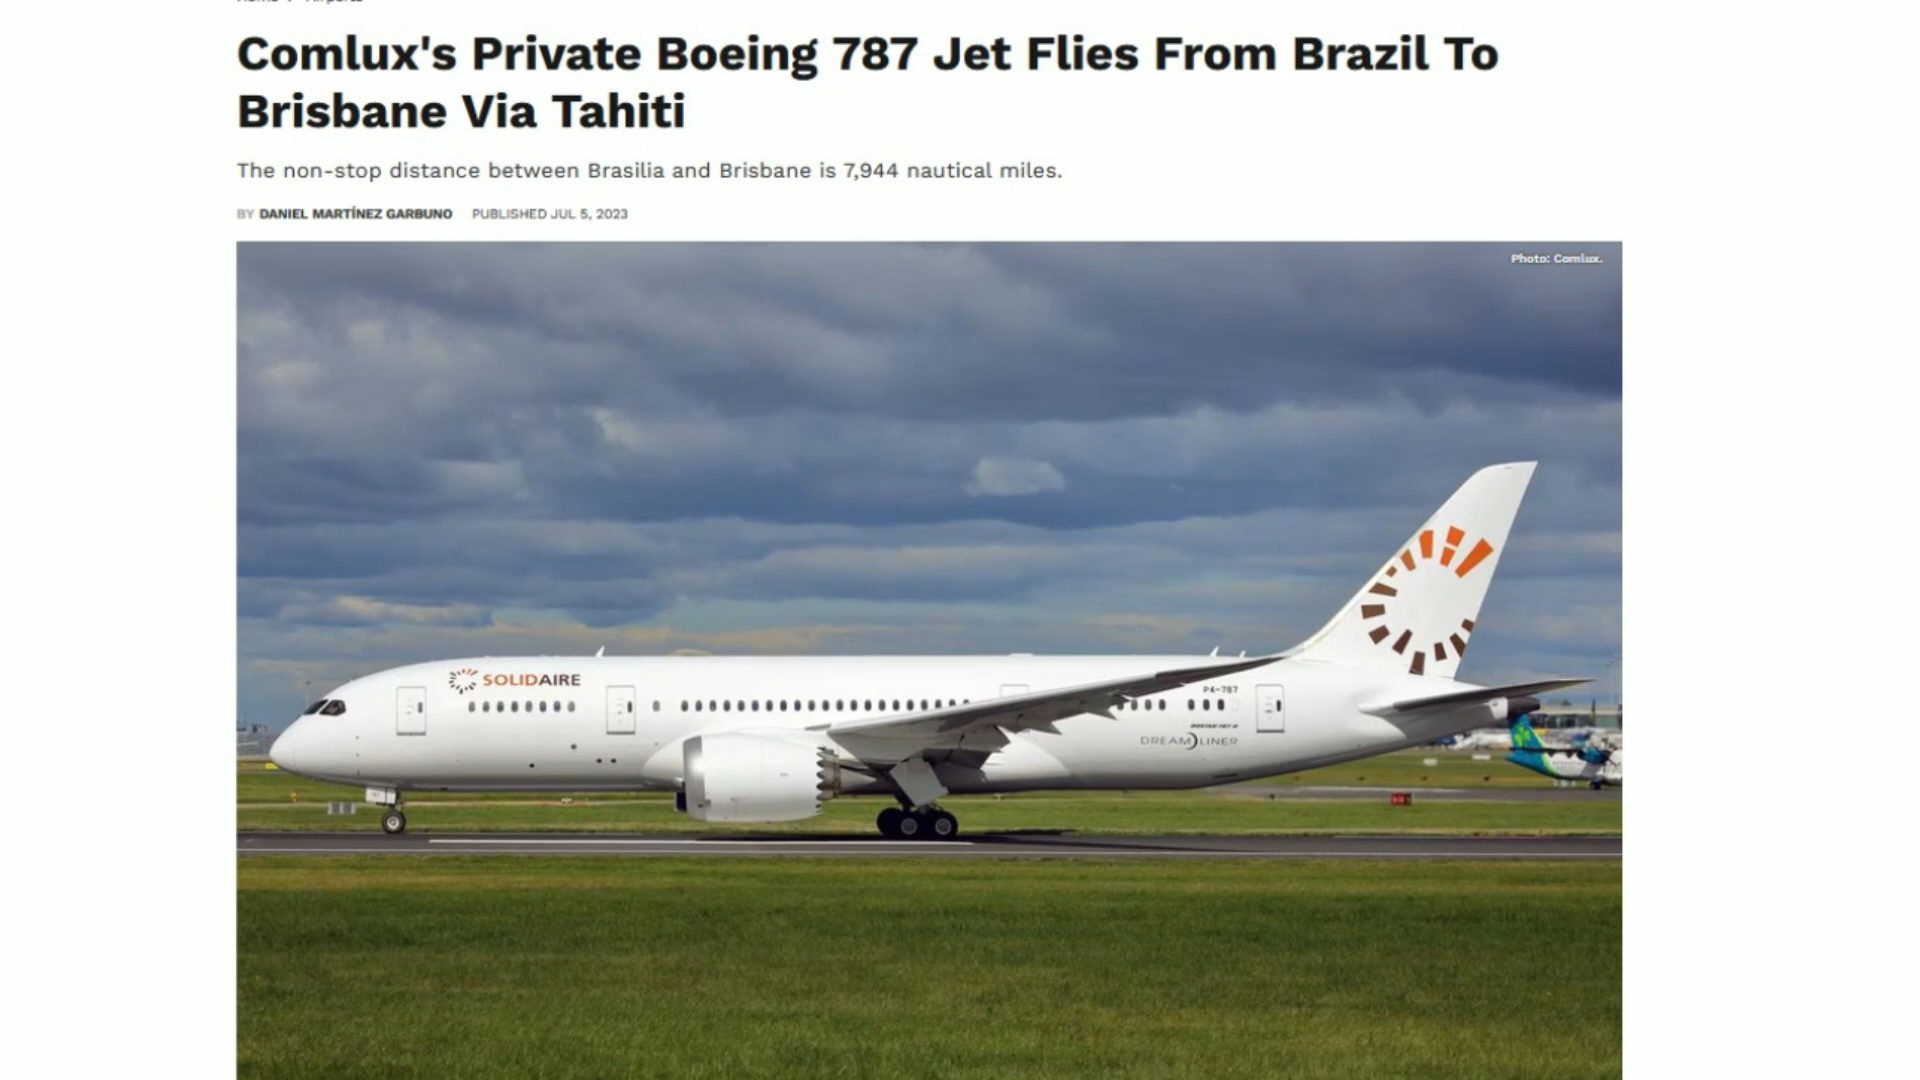 Comlux's Private Boeing 787 Jet Flies From Brazil To
Brisbane Via Tahiti
The non-stop distance between Brasilia and Brisbane is 7,944 nautical miles.
BY DANIEL MARTÍNEZ GARBUNO PUBLISHED JUL 5, 2023
Photo: Comlux.
SOLIDAIRE
P4-787
DREAMLINER